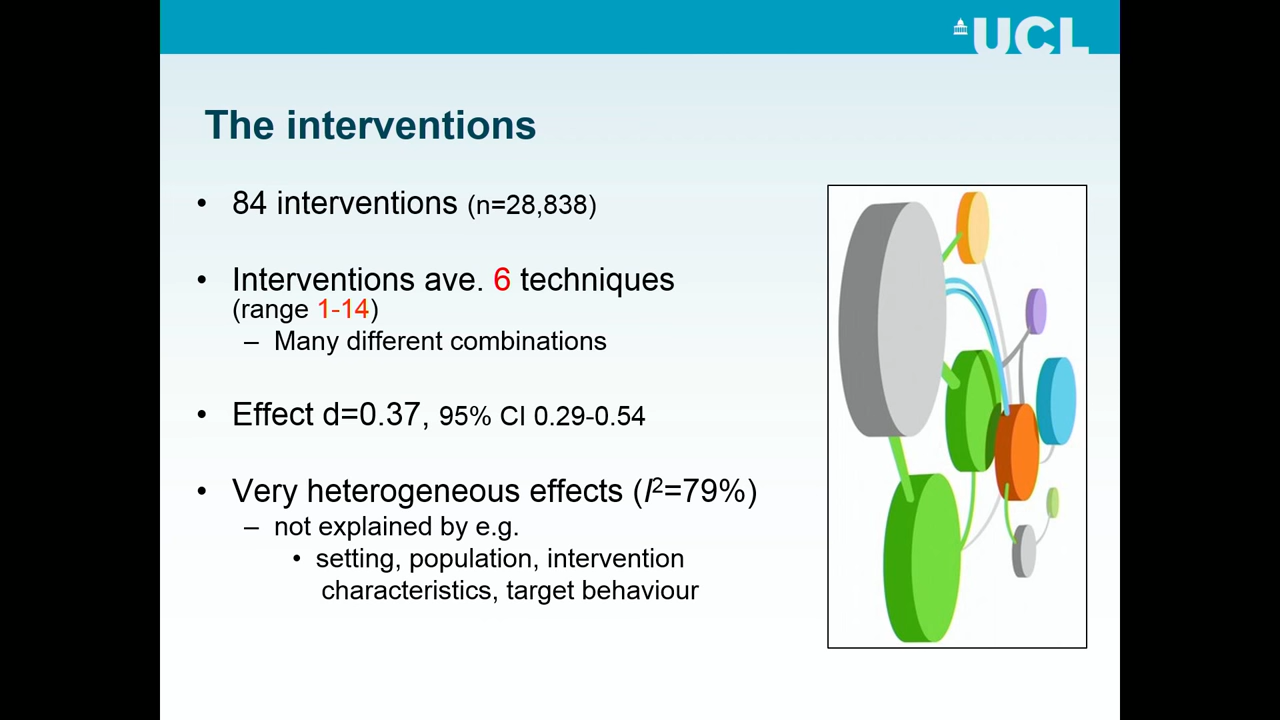 UCL
The interventions
• 84 interventions (n=28,838)
• Interventions ave. 6 techniques
(range 1-14)
– Many different combinations
• Effect d=0.37, 95% CI 0.29-0.54
• Very heterogeneous effects (I²=79%)
– not explained by e.g.
• setting, population, intervention
characteristics, target behaviour